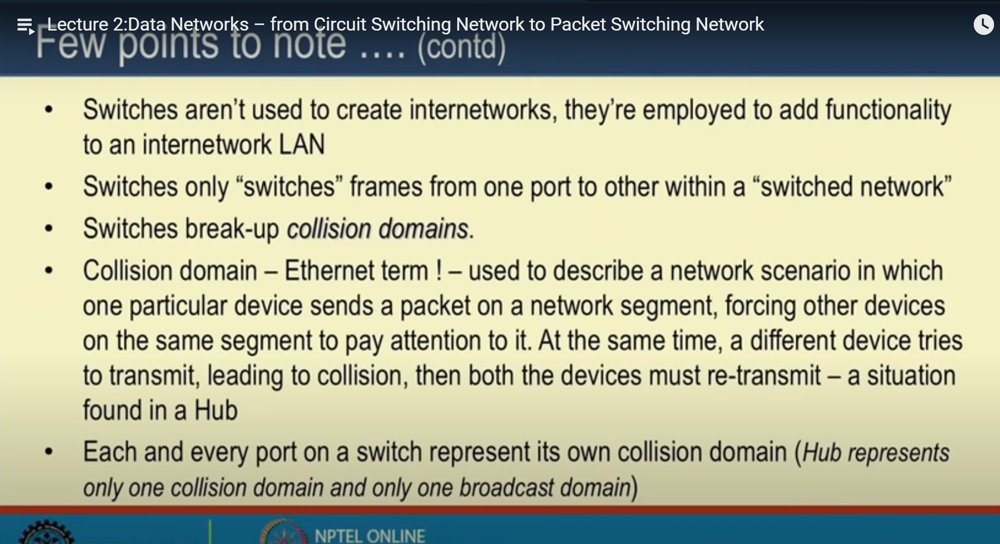 Lecture 2:Data Networks – from Circuit Switching Network to Packet Switching Network
Few points to note .... (contd)
• Switches aren't used to create internetworks, they're employed to add functionality
to an internetwork LAN
• Switches only “switches” frames from one port to other within a “switched network”
• Switches break-up collision domains.
• Collision domain – Ethernet term ! – used to describe a network scenario in which
one particular device sends a packet on a network segment, forcing other devices
on the same segment to pay attention to it. At the same time, a different device tries
to transmit, leading to collision, then both the devices must re-transmit – a situation
found in a Hub
• Each and every port on a switch represent its own collision domain (Hub represents
only one collision domain and only one broadcast domain)
NPTEL ONLINE